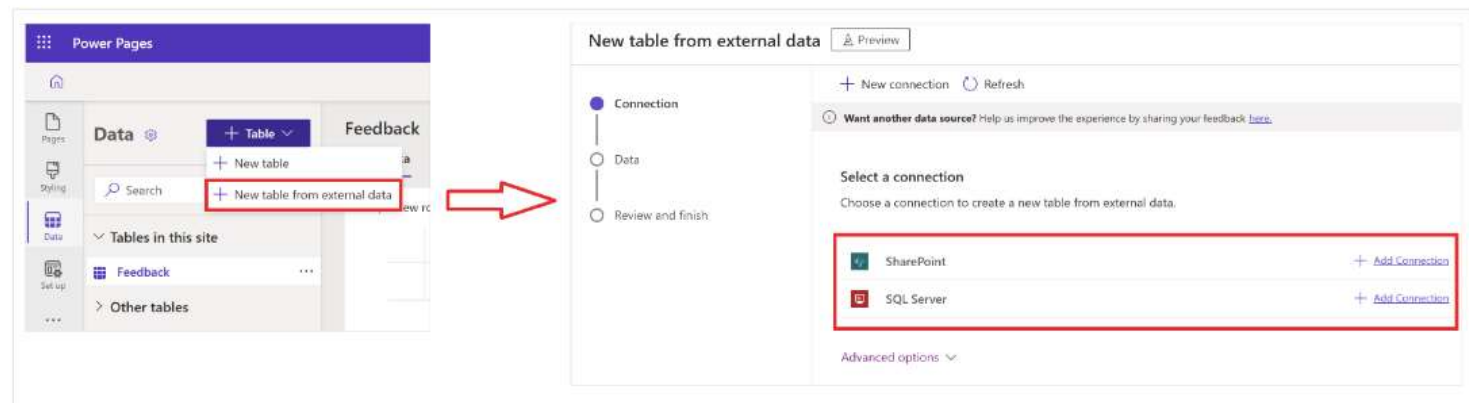 Power Pages
Pages
Styling
Data
Set up
Data
+ Table
+ New table
+ New table from external data
Search
Tables in this site
Feedback
Other tables
Feedback
New table from external data
Preview
Connection
Data
Review and finish
+ New connection
Refresh
Want another data source? Help us improve the experience by sharing your feedback here.
Select a connection
Choose a connection to create a new table from external data.
SharePoint
+ Add Connection
SQL Server
+ Add Connection
Advanced options